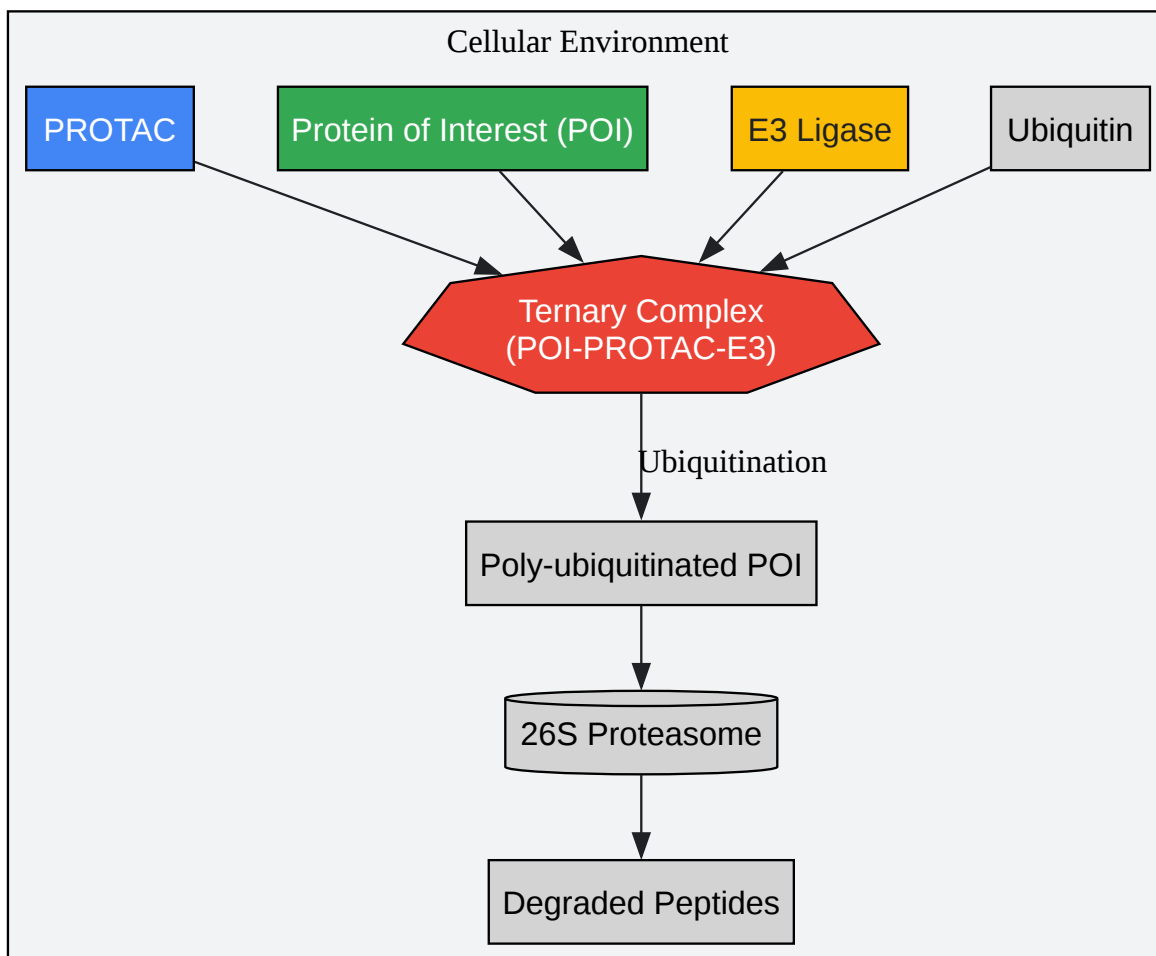 Cellular Environment
PROTAC
Protein of Interest (POI)
E3 Ligase
Ubiquitin
Ternary Complex
(POI-PROTAC-E3)
Ubiquitination
Poly-ubiquitinated POI
26S Proteasome
Degraded Peptides